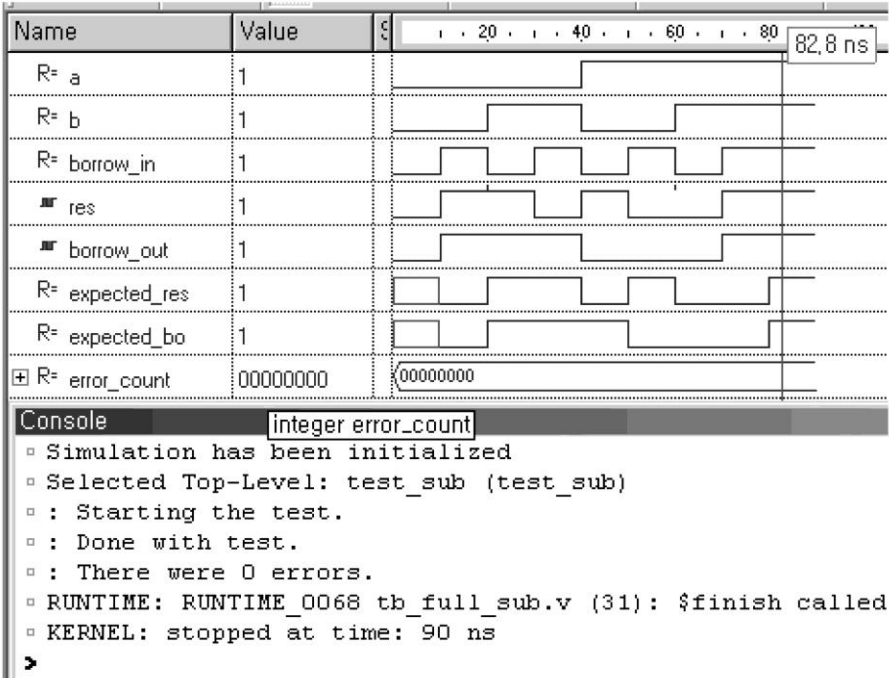 Name Value S 20 40 60 80
82,8 ns
R= a 1
R= b 1
R= borrow_in 1
res 1
borrow_out 1
R= expected_res 1
R= expected_bo 1
R= error_count 00000000 00000000
Console
integer error_count
Simulation has been initialized
Selected Top-Level: test_sub (test_sub)
: Starting the test.
: Done with test.
: There were 0 errors.
RUNTIME: RUNTIME_0068 tb_full_sub.v (31): $finish called
KERNEL: stopped at time: 90 ns
>